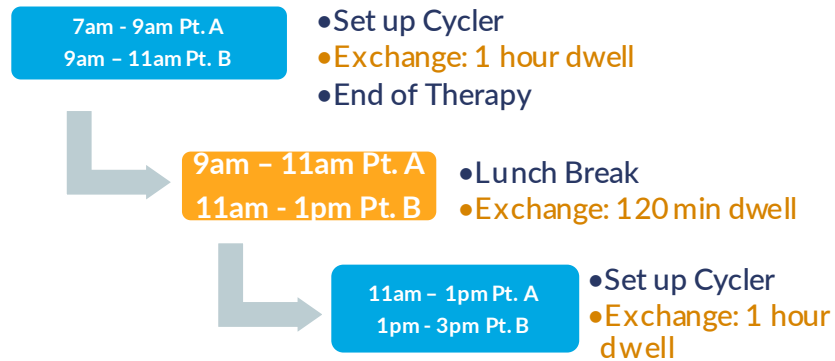 7am - 9am Pt. A
9am – 11am Pt. B
•Set up Cycler
•Exchange: 1 hour dwell
•End of Therapy
9am – 11am Pt. A
11am - 1pm Pt. B
•Lunch Break
•Exchange: 120 min dwell
11am – 1pm Pt. A
1pm - 3pm Pt. B
•Set up Cycler
•Exchange: 1 hour
dwell